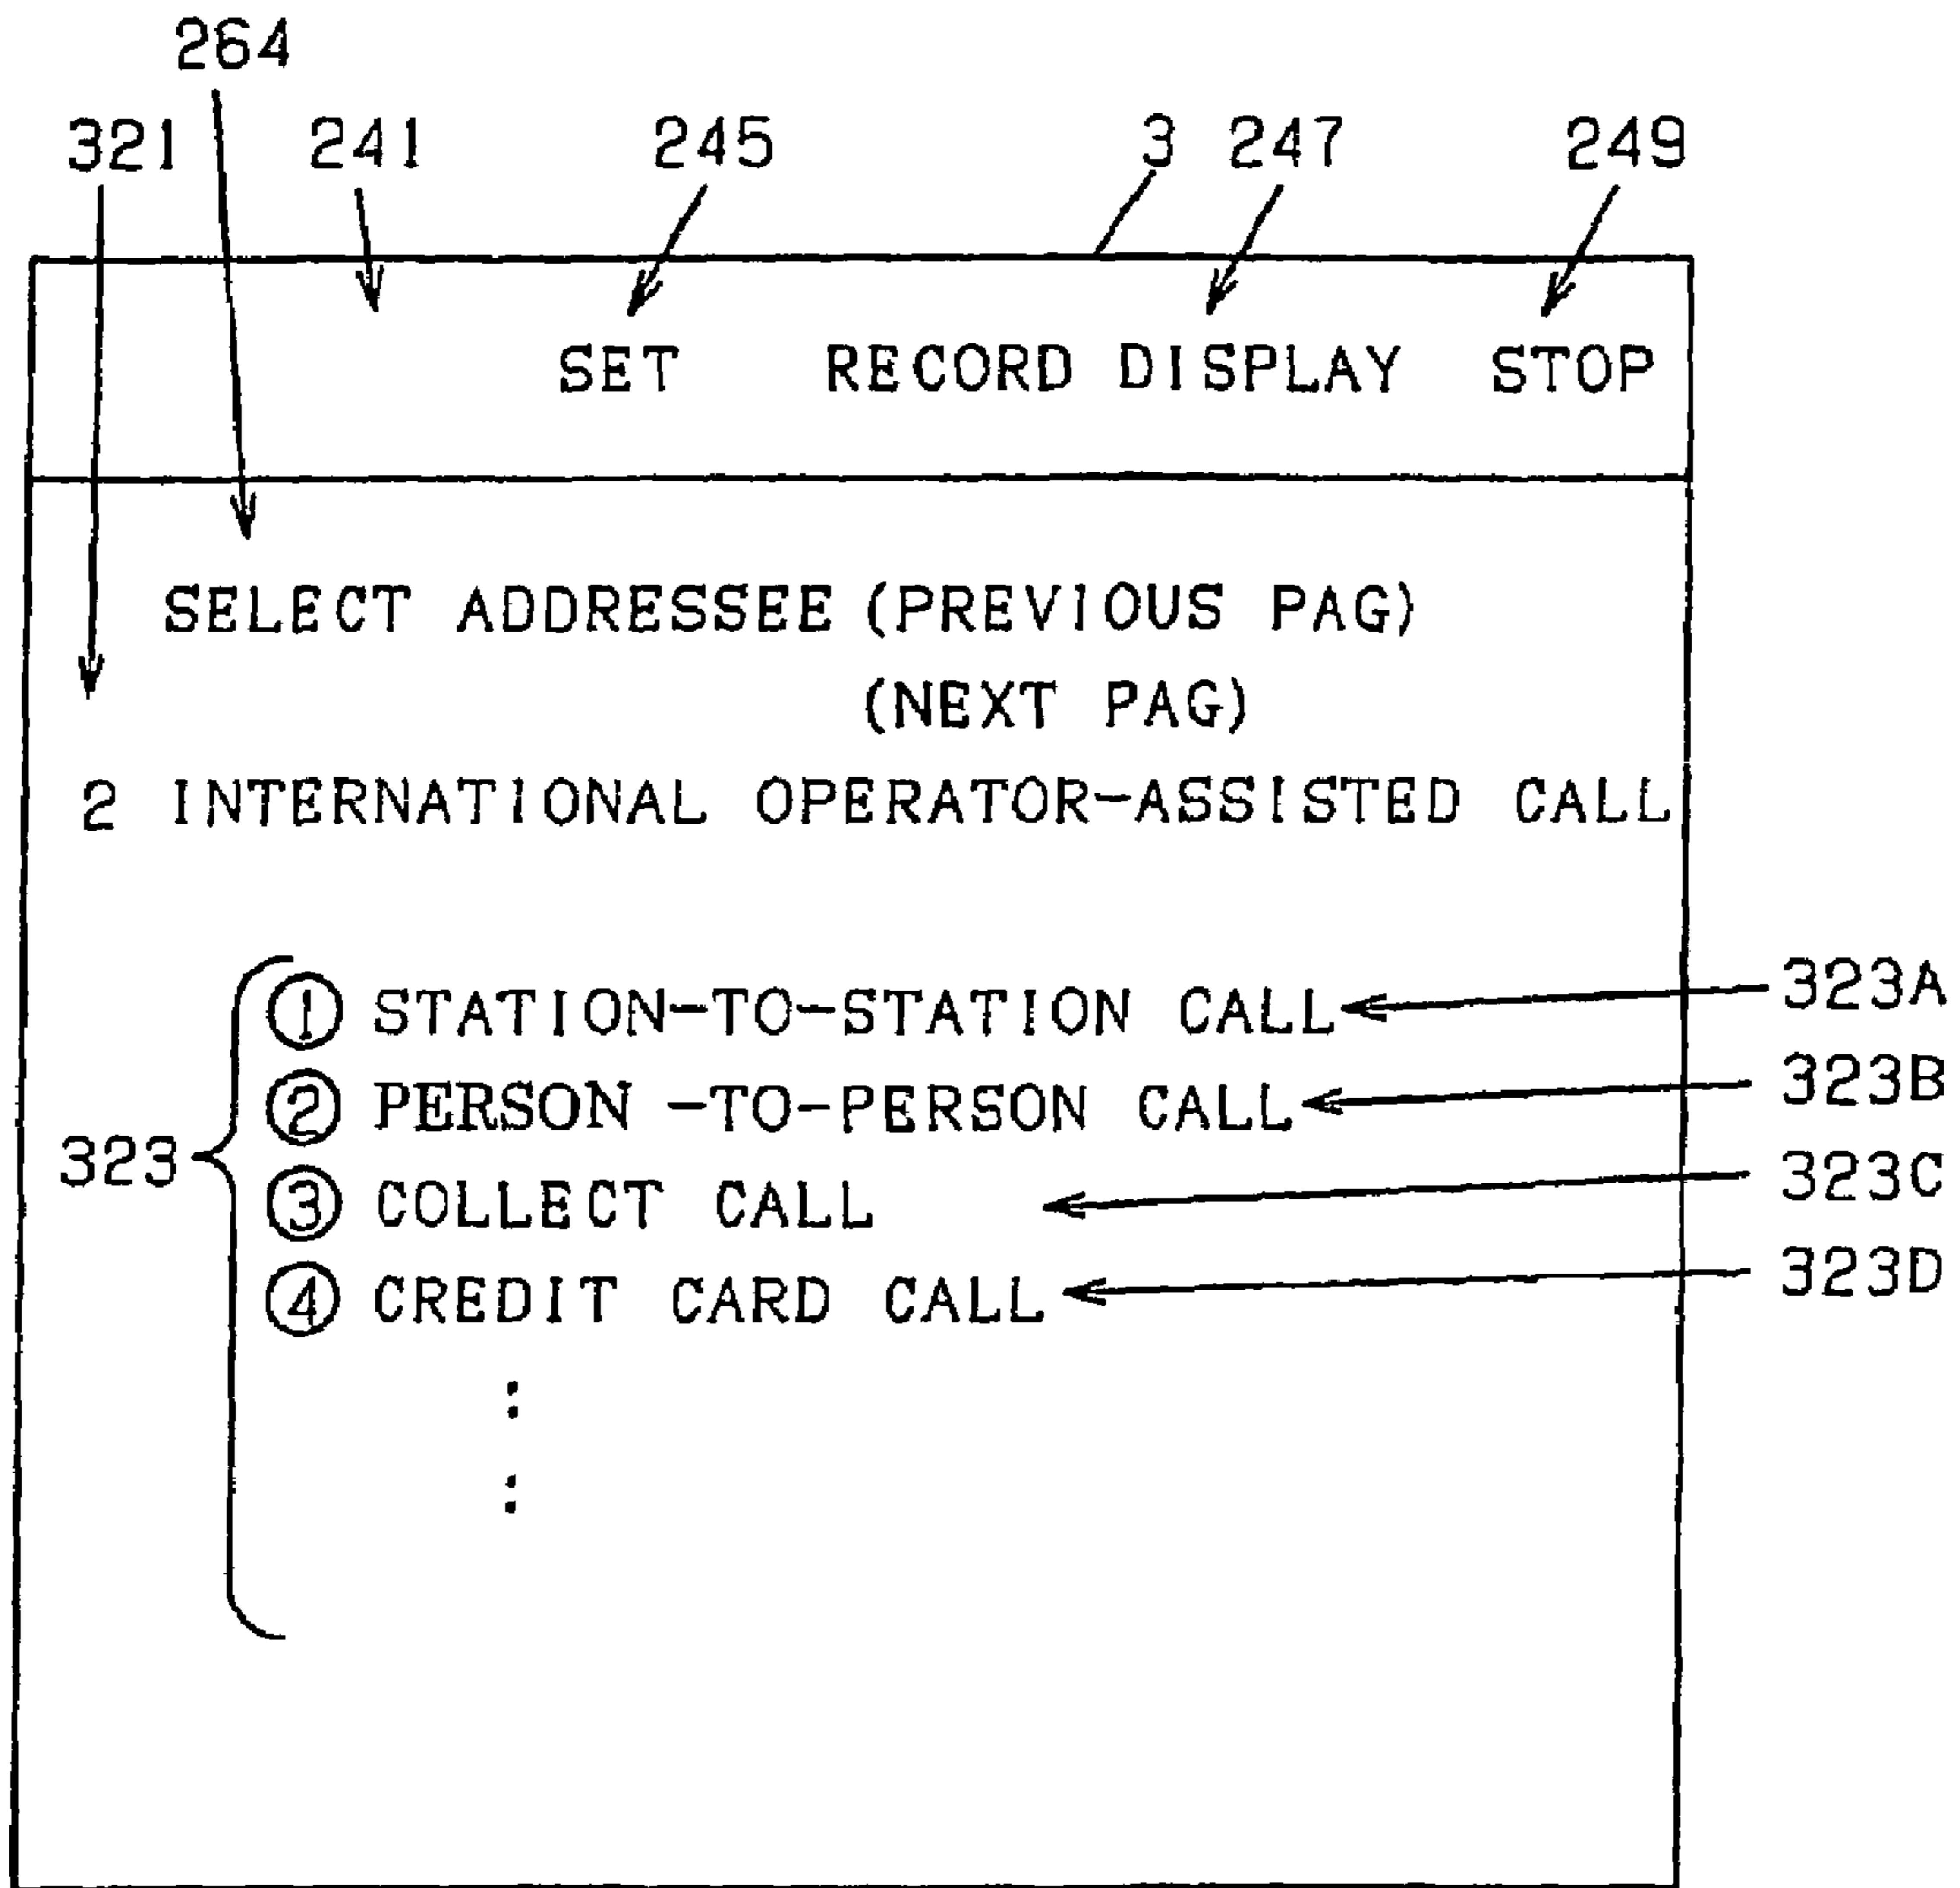 264
321 241 245 3 247 249
SET RECORD DISPLAY STOP
SELECT ADDRESSEE (PREVIOUS PAG)
(NEXT PAG)
2 INTERNATIONAL OPERATOR-ASSISTED CALL
① STATION-TO-STATION CALL 323A
② PERSON -TO-PERSON CALL 323B
323
③ COLLECT CALL 323C
④ CREDIT CARD CALL 323D
:
: